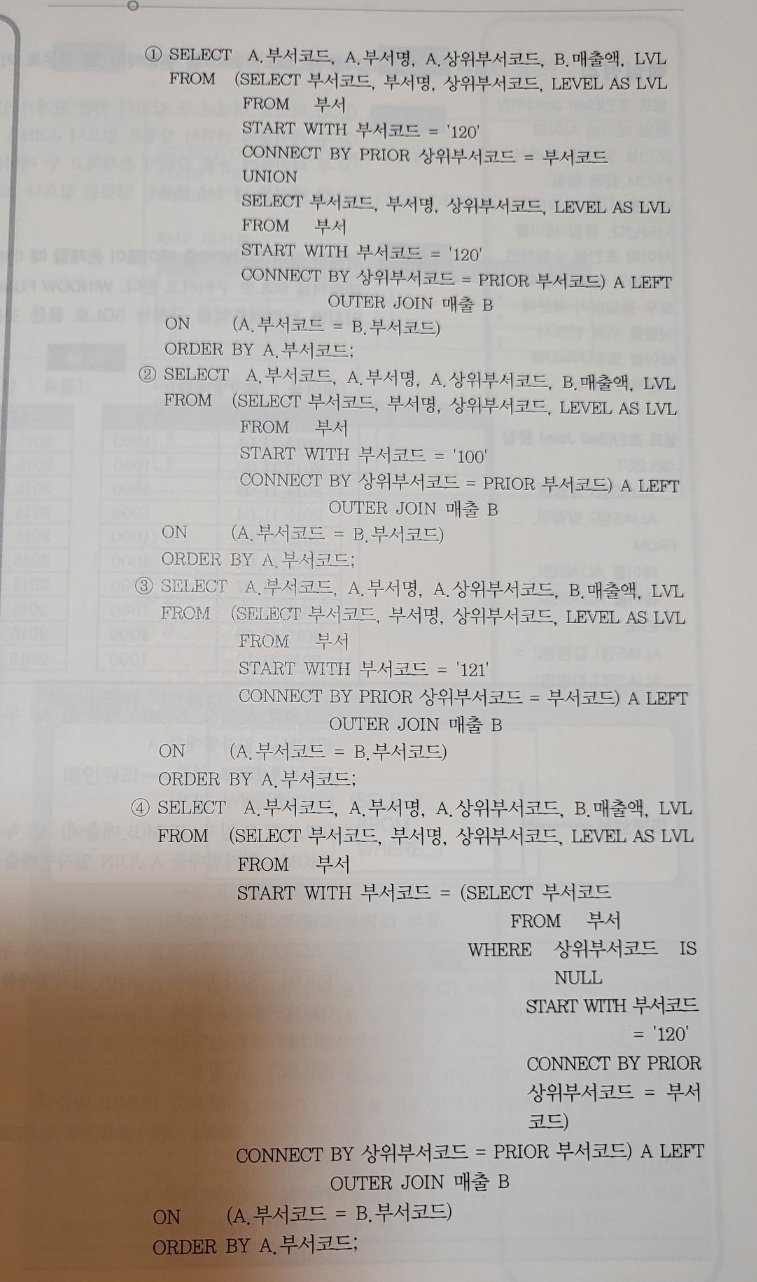 ① SELECT A.부서코드, A.부서명, A.상위부서코드, B.매출액, LVL
FROM (SELECT 부서코드, 부서명, 상위부서코드, LEVEL AS LVL
FROM 부서
START WITH 부서코드 = '120'
CONNECT BY PRIOR 상위부서코드 = 부서코드
UNION
SELECT 부서코드, 부서명, 상위부서코드, LEVEL AS LVL
FROM 부서
START WITH 부서코드 = '120'
CONNECT BY 상위부서코드 = PRIOR 부서코드) A LEFT
OUTER JOIN 매출 B
ON (A.부서코드 = B.부서코드)
ORDER BY A.부서코드;
② SELECT A.부서코드, A.부서명, A.상위부서코드, B.매출액, LVL
FROM (SELECT 부서코드, 부서명, 상위부서코드, LEVEL AS LVL
FROM 부서
START WITH 부서코드 = '100'
CONNECT BY 상위부서코드 = PRIOR 부서코드) A LEFT
OUTER JOIN 매출 B
ON (A.부서코드 = B.부서코드)
ORDER BY A.부서코드;
③ SELECT A.부서코드, A.부서명, A.상위부서코드, B.매출액, LVL
FROM (SELECT 부서코드, 부서명, 상위부서코드, LEVEL AS LVL
FROM 부서
START WITH 부서코드 = '121'
CONNECT BY PRIOR 상위부서코드 = 부서코드) A LEFT
OUTER JOIN 매출 B
ON (A.부서코드 = B.부서코드)
ORDER BY A.부서코드;
④ SELECT A.부서코드, A.부서명, A.상위부서코드, B.매출액, LVL
FROM (SELECT 부서코드, 부서명, 상위부서코드, LEVEL AS LVL
FROM 부서
START WITH 부서코드 = (SELECT 부서코드
FROM 부서
WHERE 상위부서코드 IS
NULL
START WITH 부서코드
= '120'
CONNECT BY PRIOR
상위부서코드 = 부서
코드)
CONNECT BY 상위부서코드 = PRIOR 부서코드) A LEFT
OUTER JOIN 매출 B
ON (A.부서코드 = B.부서코드)
ORDER BY A.부서코드;